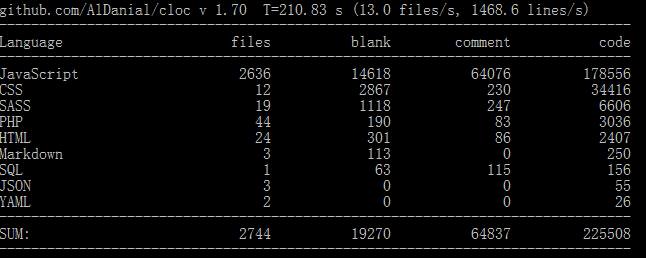 github.com/AlDanial/cloc v 1.70 T=210.83 s (13.0 files/s, 1468.6 lines/s)
Language files blank comment code
JavaScript 2636 14618 64076 178556
CSS 12 2867 230 34416
SASS 19 1118 247 6606
PHP 44 190 83 3036
HTML 24 301 86 2407
Markdown 3 113 0 250
SQL 1 63 115 156
JSON 3 0 0 55
YAML 2 0 0 26
SUM: 2744 19270 64837 225508